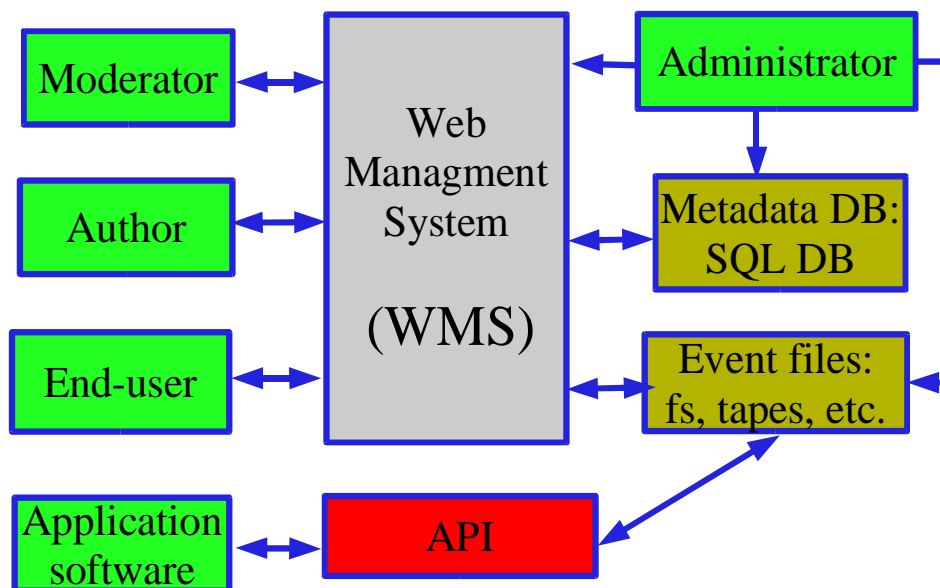 Moderator
Author
End-user
Application
software
Web
Managment
System
(WMS)
API
Administrator
Metadata DB:
SQL DB
Event files:
fs, tapes, etc.